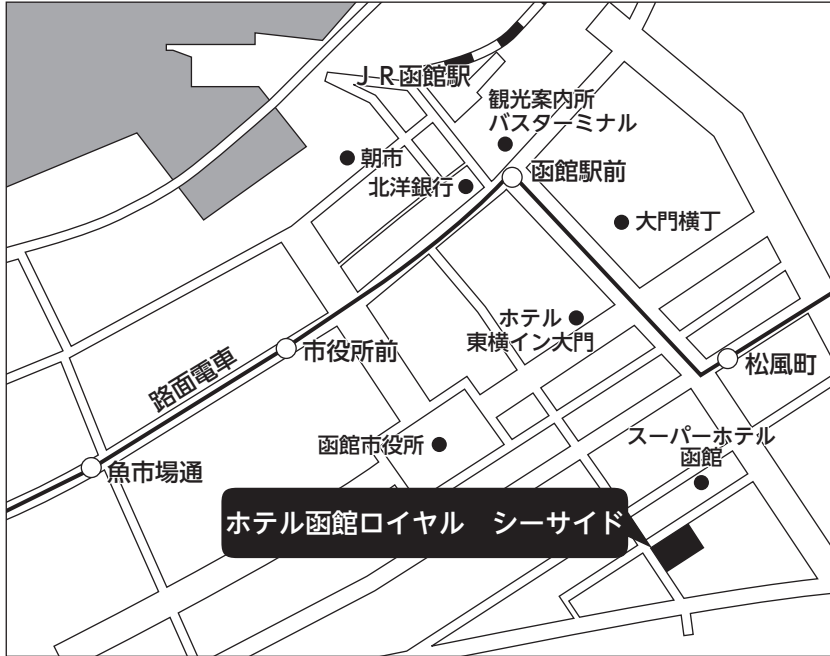 JR函館駅
観光案内所
バスターミナル
朝市
北洋銀行
函館駅前
大門横丁
ホテル
東横イン大門
市役所前
路面電車
松風町
函館市役所
スーパーホテル
函館
魚市場通
ホテル函館ロイヤル　シーサイド